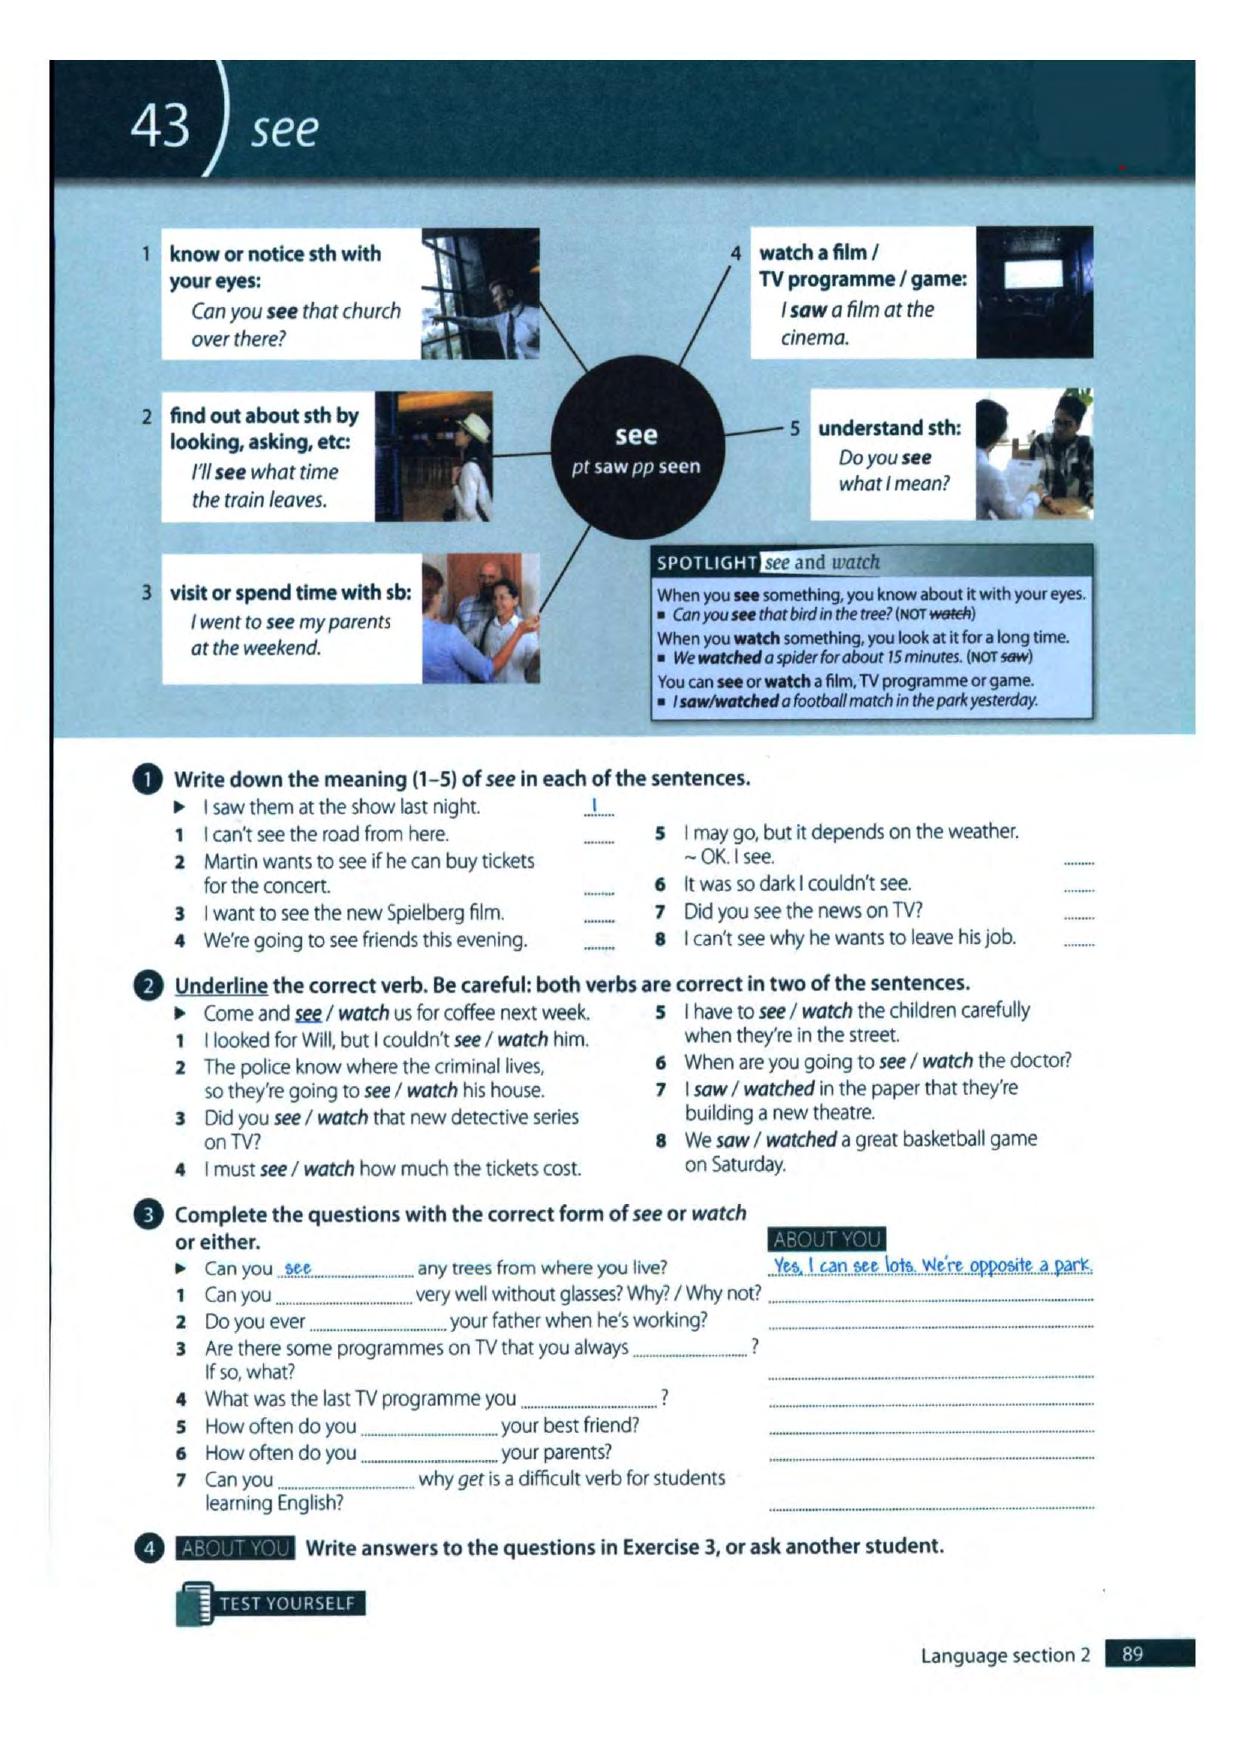 43 see
1 know or notice sth with
your eyes:
Can you see that church
over there?
2 find out about sth by
looking, asking, etc:
I'll see what time
the train leaves.
3 visit or spend time with sb:
I went to see my parents
at the weekend.
see
pt saw pp seen
4 watch a film /
TV programme / game:
I saw a film at the
cinema.
5 understand sth:
Do you see
what I mean?
SPOTLIGHT see and watch
When you see something, you know about it with your eyes.
▪ Can you see that bird in the tree? (NOT watch)
When you watch something, you look at it for a long time.
▪ We watched a spider for about 15 minutes. (NOT saw)
You can see or watch a film, TV programme or game.
▪ I saw/watched a football match in the park yesterday.
1 Write down the meaning (1–5) of see in each of the sentences.
▶ I saw them at the show last night. 1
1 I can't see the road from here.
2 Martin wants to see if he can buy tickets
for the concert.
3 I want to see the new Spielberg film.
4 We're going to see friends this evening.
5 I may go, but it depends on the weather.
~ OK. I see.
6 It was so dark I couldn't see.
7 Did you see the news on TV?
8 I can't see why he wants to leave his job.
2 Underline the correct verb. Be careful: both verbs are correct in two of the sentences.
▶ Come and see / watch us for coffee next week.
1 I looked for Will, but I couldn't see / watch him.
2 The police know where the criminal lives,
so they're going to see / watch his house.
3 Did you see / watch that new detective series
on TV?
4 I must see / watch how much the tickets cost.
5 I have to see / watch the children carefully
when they're in the street.
6 When are you going to see / watch the doctor?
7 I saw / watched in the paper that they're
building a new theatre.
8 We saw / watched a great basketball game
on Saturday.
3 Complete the questions with the correct form of see or watch
or either.
ABOUT YOU
▶ Can you see any trees from where you live? Yes, I can see lots. We're opposite a park.
1 Can you very well without glasses? Why? / Why not?
2 Do you ever your father when he's working?
3 Are there some programmes on TV that you always ?
If so, what?
4 What was the last TV programme you ?
5 How often do you your best friend?
6 How often do you your parents?
7 Can you why get is a difficult verb for students
learning English?
4 ABOUT YOU Write answers to the questions in Exercise 3, or ask another student.
TEST YOURSELF
Language section 2 89